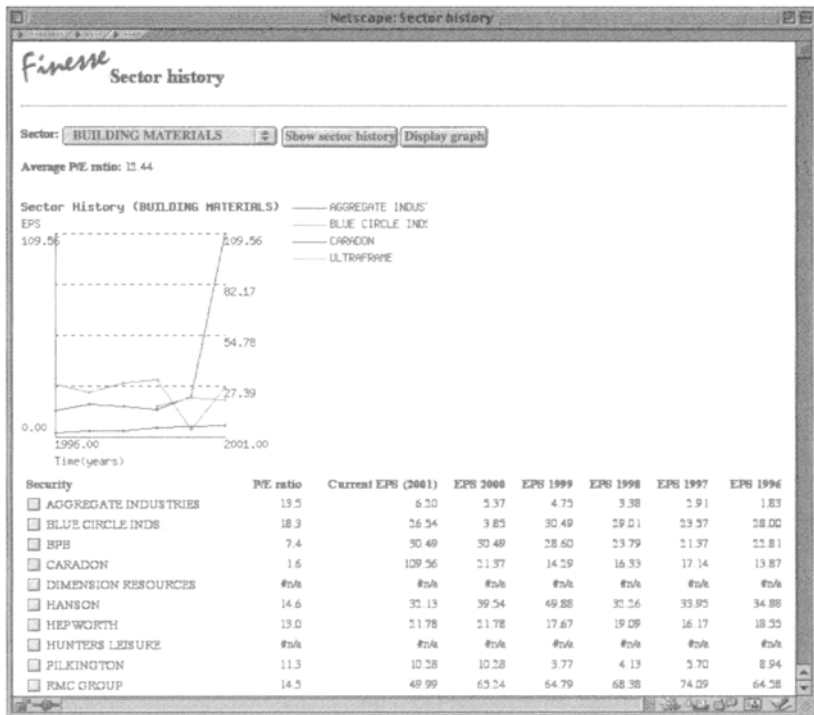 Netscape: Sector history
Finesse Sector history
Sector: BUILDING MATERIALS Show sector history Display graph
Average P/E ratio: 12.44
Sector History (BUILDING MATERIALS)
EPS
109.56 109.56
82.17
54.78
27.39
0.00
1996.00 2001.00
Time(years)
AGGREGATE INDUS
BLUE CIRCLE IND
CARADON
ULTRAFRAME
Security P/E ratio Current EPS (2001) EPS 2000 EPS 1999 EPS 1998 EPS 1997 EPS 1996
AGGREGATE INDUSTRIES 13.5 6.20 5.37 4.75 3.38 2.91 1.83
BLUE CIRCLE INDS. 18.3 26.54 3.85 30.49 29.01 23.57 28.00
BPB 7.4 30.49 30.49 28.60 23.79 21.37 22.81
CARADON 1.6 109.56 21.37 14.29 16.33 17.14 13.87
DIMENSION RESOURCES #n/a #n/a #n/a #n/a #n/a #n/a #n/a
HANSON 14.6 32.13 39.54 49.88 32.26 33.95 34.88
HEPWORTH 13.0 21.78 21.78 17.67 19.09 16.17 18.55
HUNTERS LEISURE #n/a #n/a #n/a #n/a #n/a #n/a #n/a
PILKINGTON 11.3 10.28 10.28 3.77 4.13 5.70 8.94
RMC GROUP 14.5 49.99 63.24 64.79 68.38 74.09 64.58